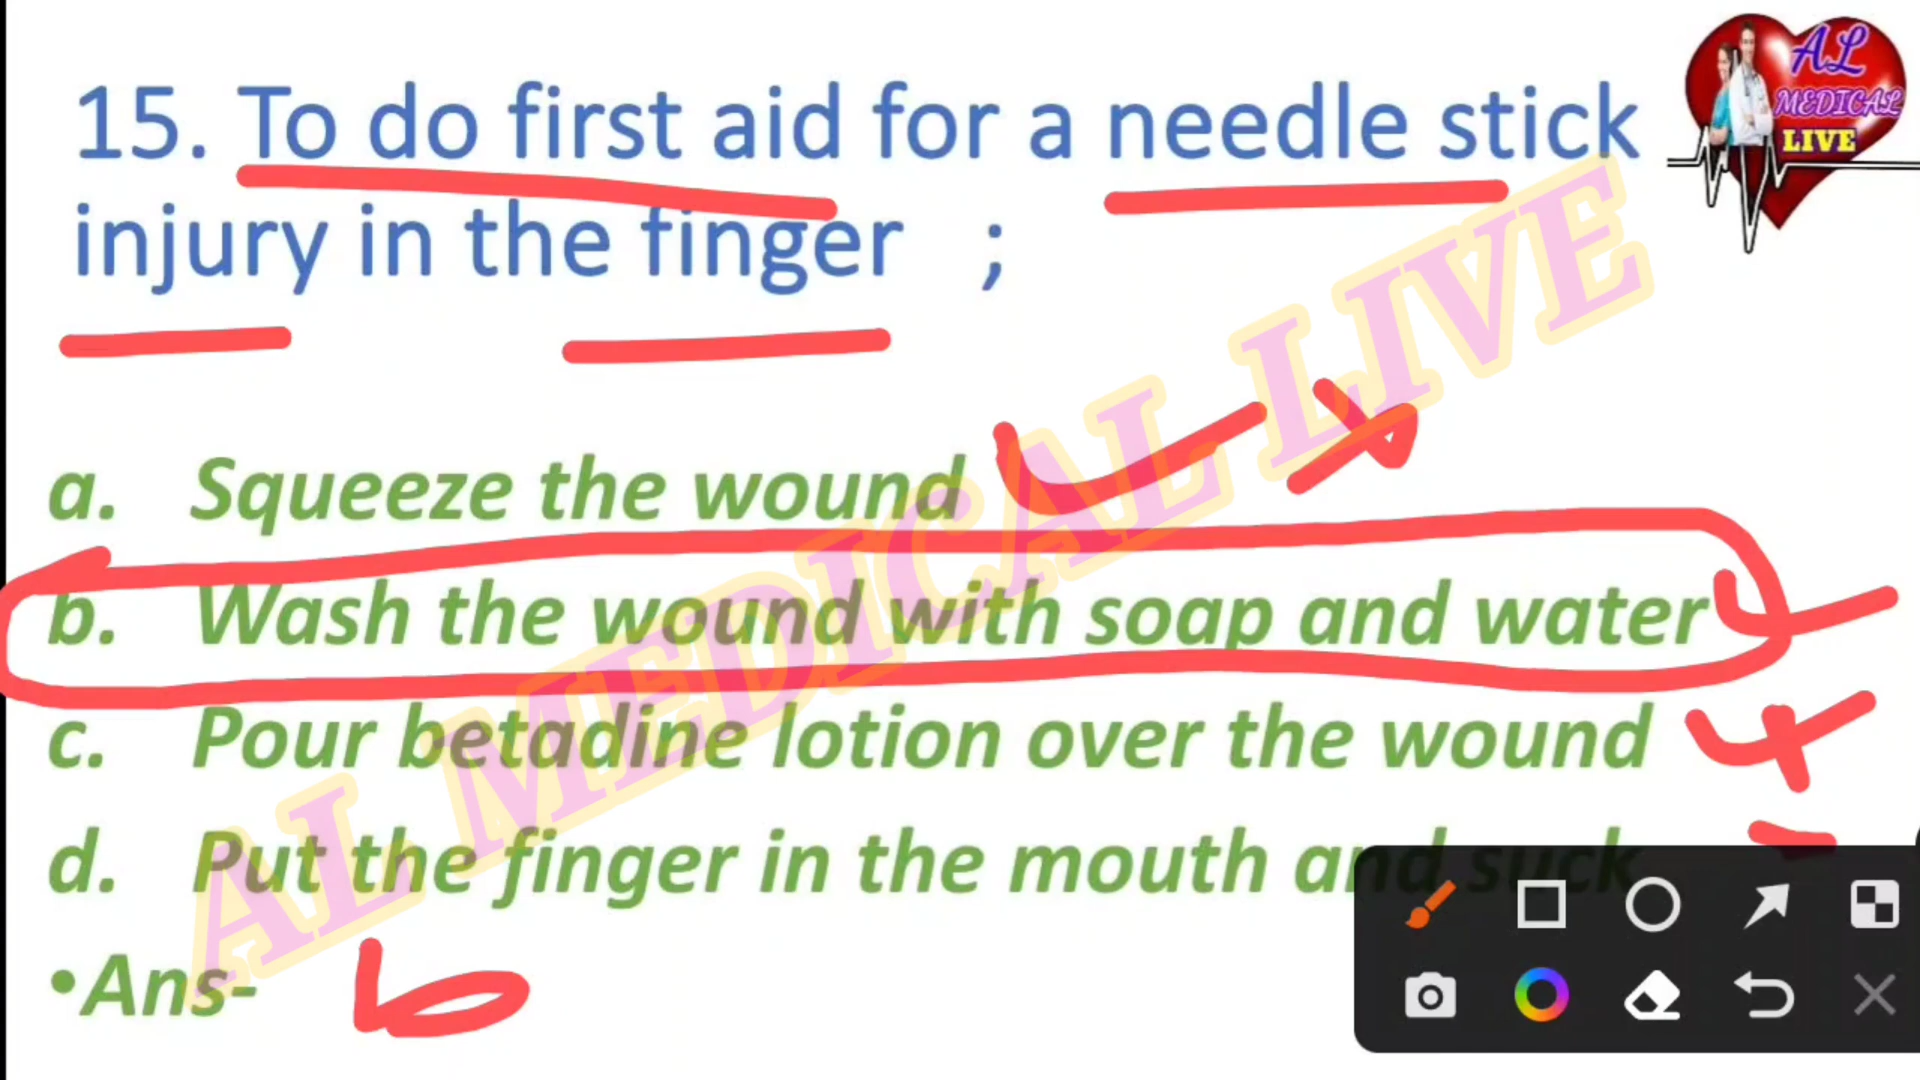 15. To do first aid for a needle stick
injury in the finger ;
a. Squeeze the wound
b. Wash the wound with soap and water
c. Pour betadine lotion over the wound
d. Put the finger in the mouth and suck
•Ans- b
AL
MEDICAL
LIVE
AL MEDICAL LIVE